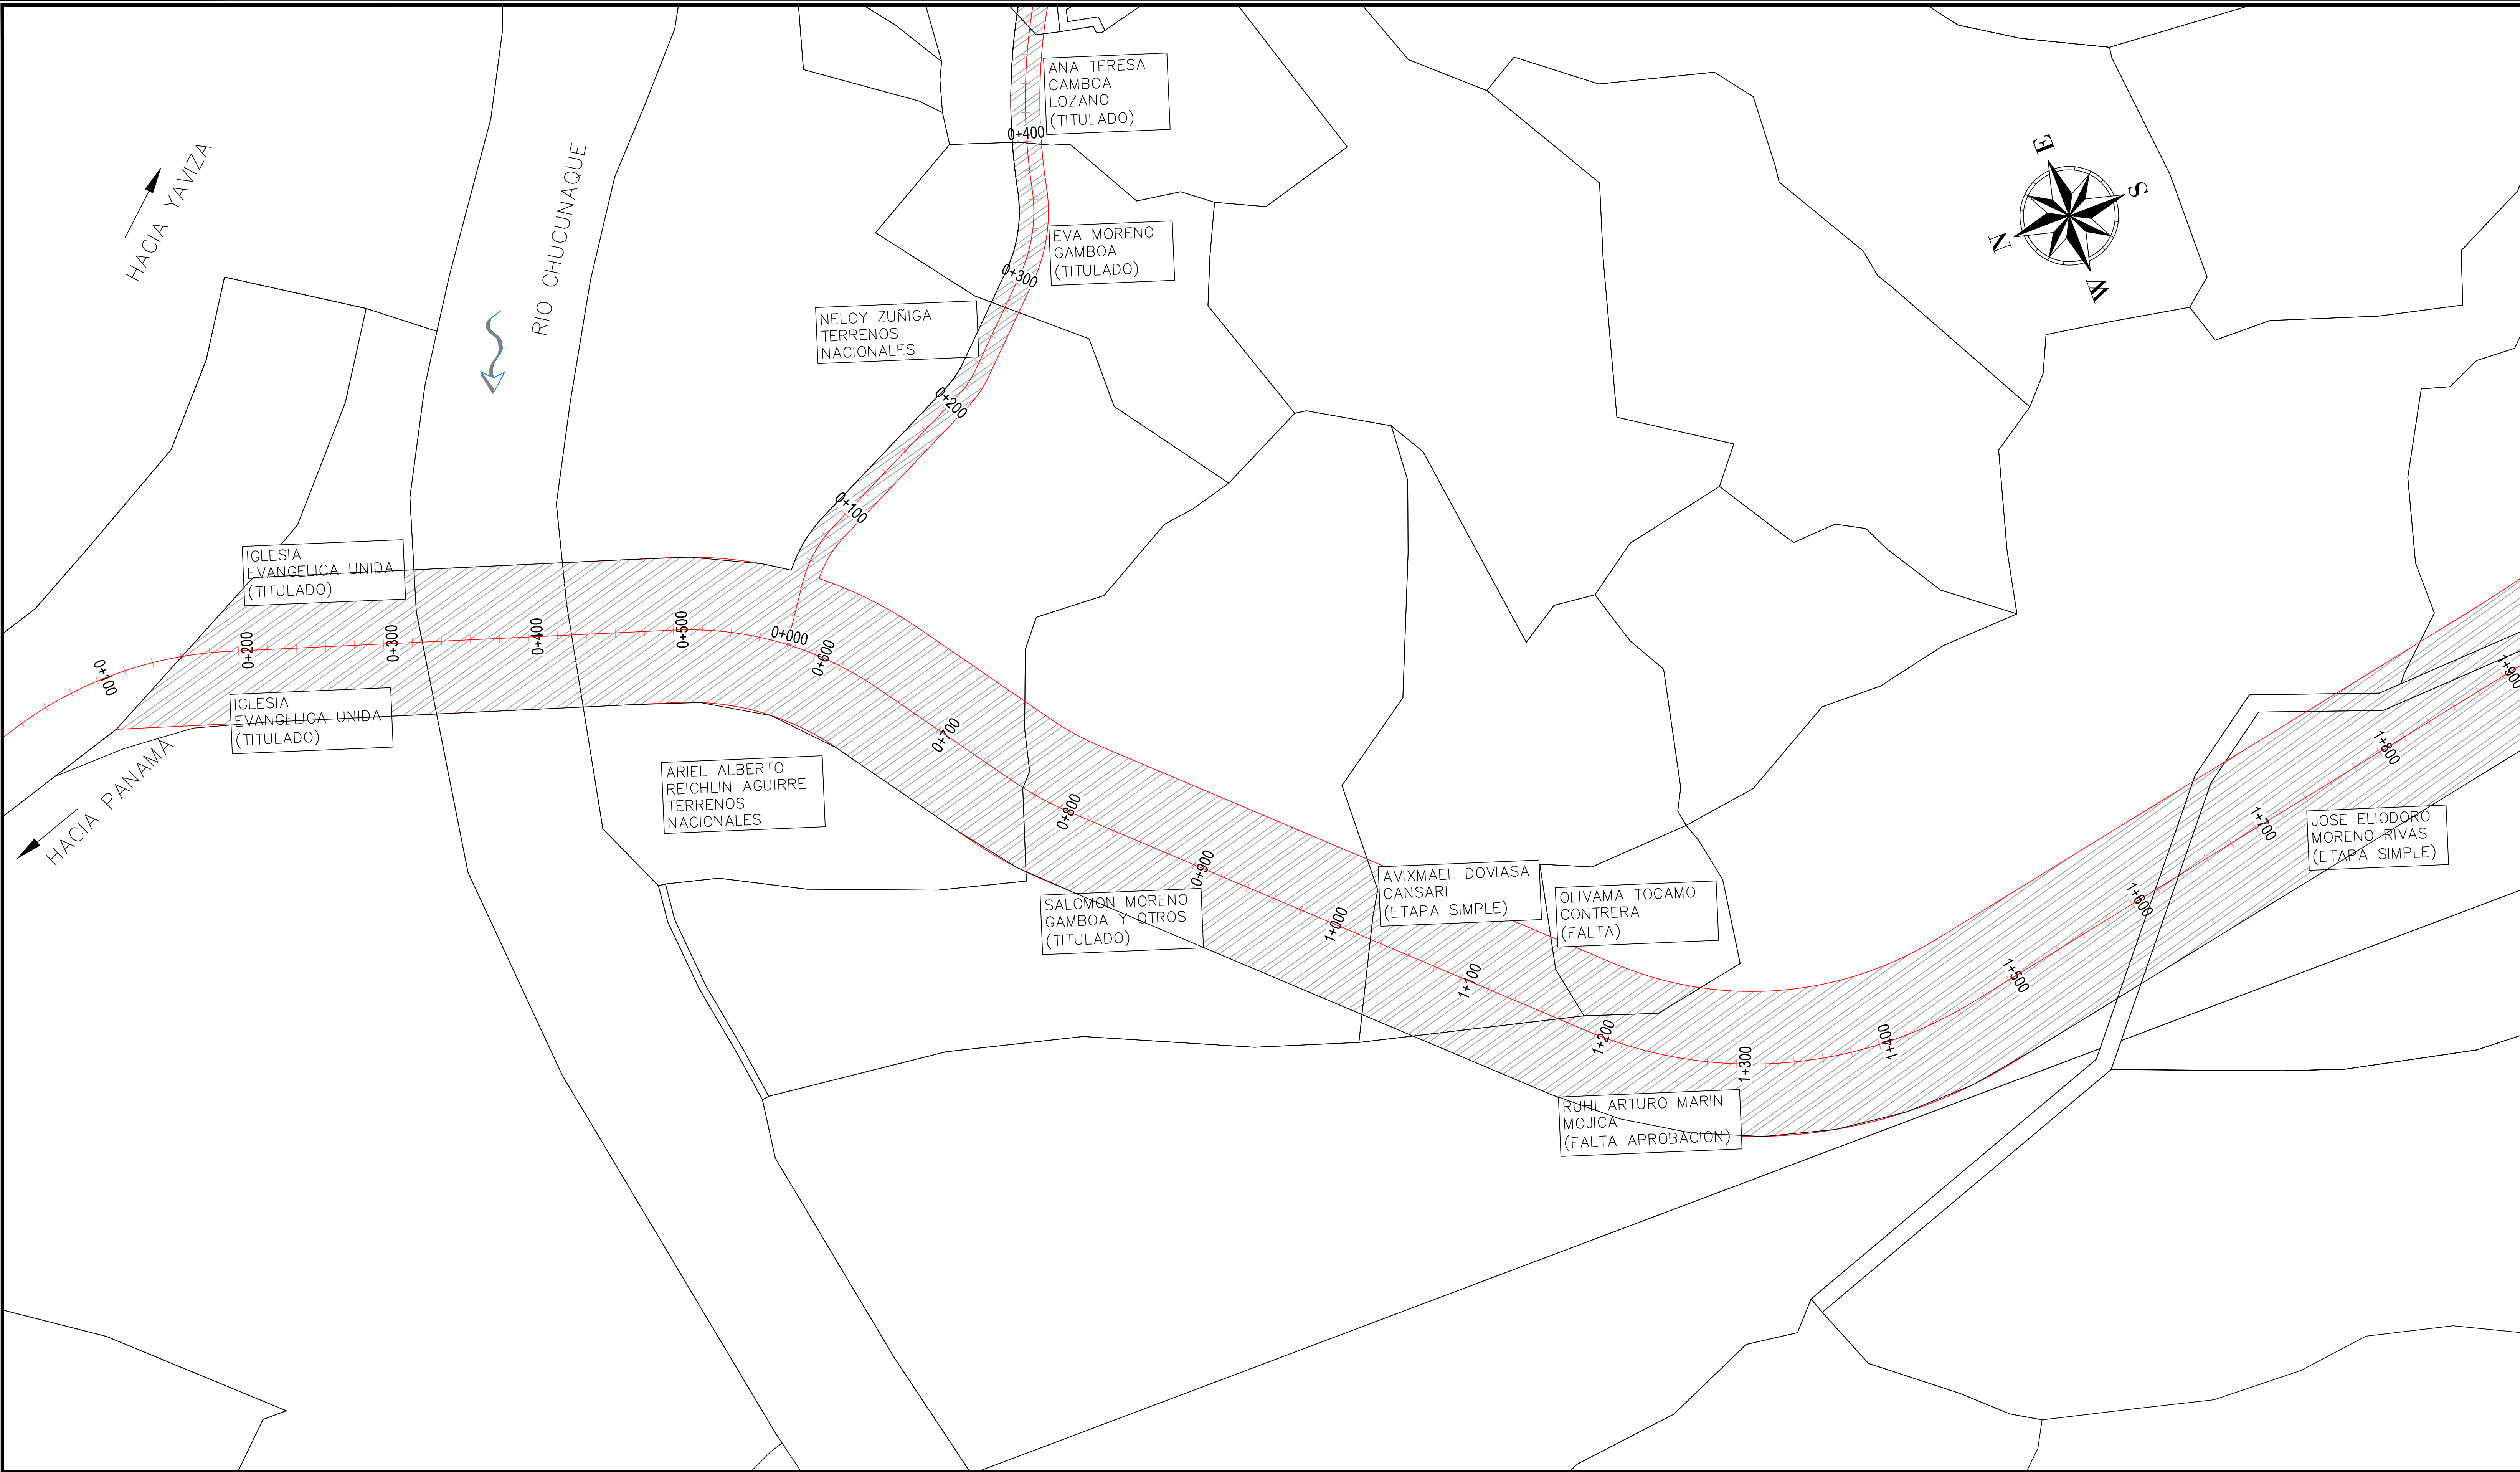 ANA TERESA
GAMBOA
LOZANO
(TITULADO)
0+400
E
S
N
W
HACIA YAVIZA
RIO CHUCUNAQUE
EVA MORENO
GAMBOA
(TITULADO)
0+300
NELCY ZUÑIGA
TERRENOS
NACIONALES
0+200
0+100
IGLESIA
EVANGELICA UNIDA
(TITULADO)
0+100
0+200
0+300
0+400
0+500
0+000
0+600
IGLESIA
EVANGELICA UNIDA
(TITULADO)
HACIA PANAMÁ
0+700
ARIEL ALBERTO
REICHLIN AGUIRRE
TERRENOS
NACIONALES
0+800
0+900
SALOMON MORENO
GAMBOA Y OTROS
(TITULADO)
1+000
AVIXMAEL DOVIASA
CANSARI
(ETAPA SIMPLE)
OLIVAMA TOCAMO
CONTRERA
(FALTA)
1+100
1+200
1+300
1+400
1+500
1+600
1+700
1+800
1+900
JOSE ELIODORO
MORENO RIVAS
(ETAPA SIMPLE)
RUHI ARTURO MARIN
MOJICA
(FALTA APROBACION)